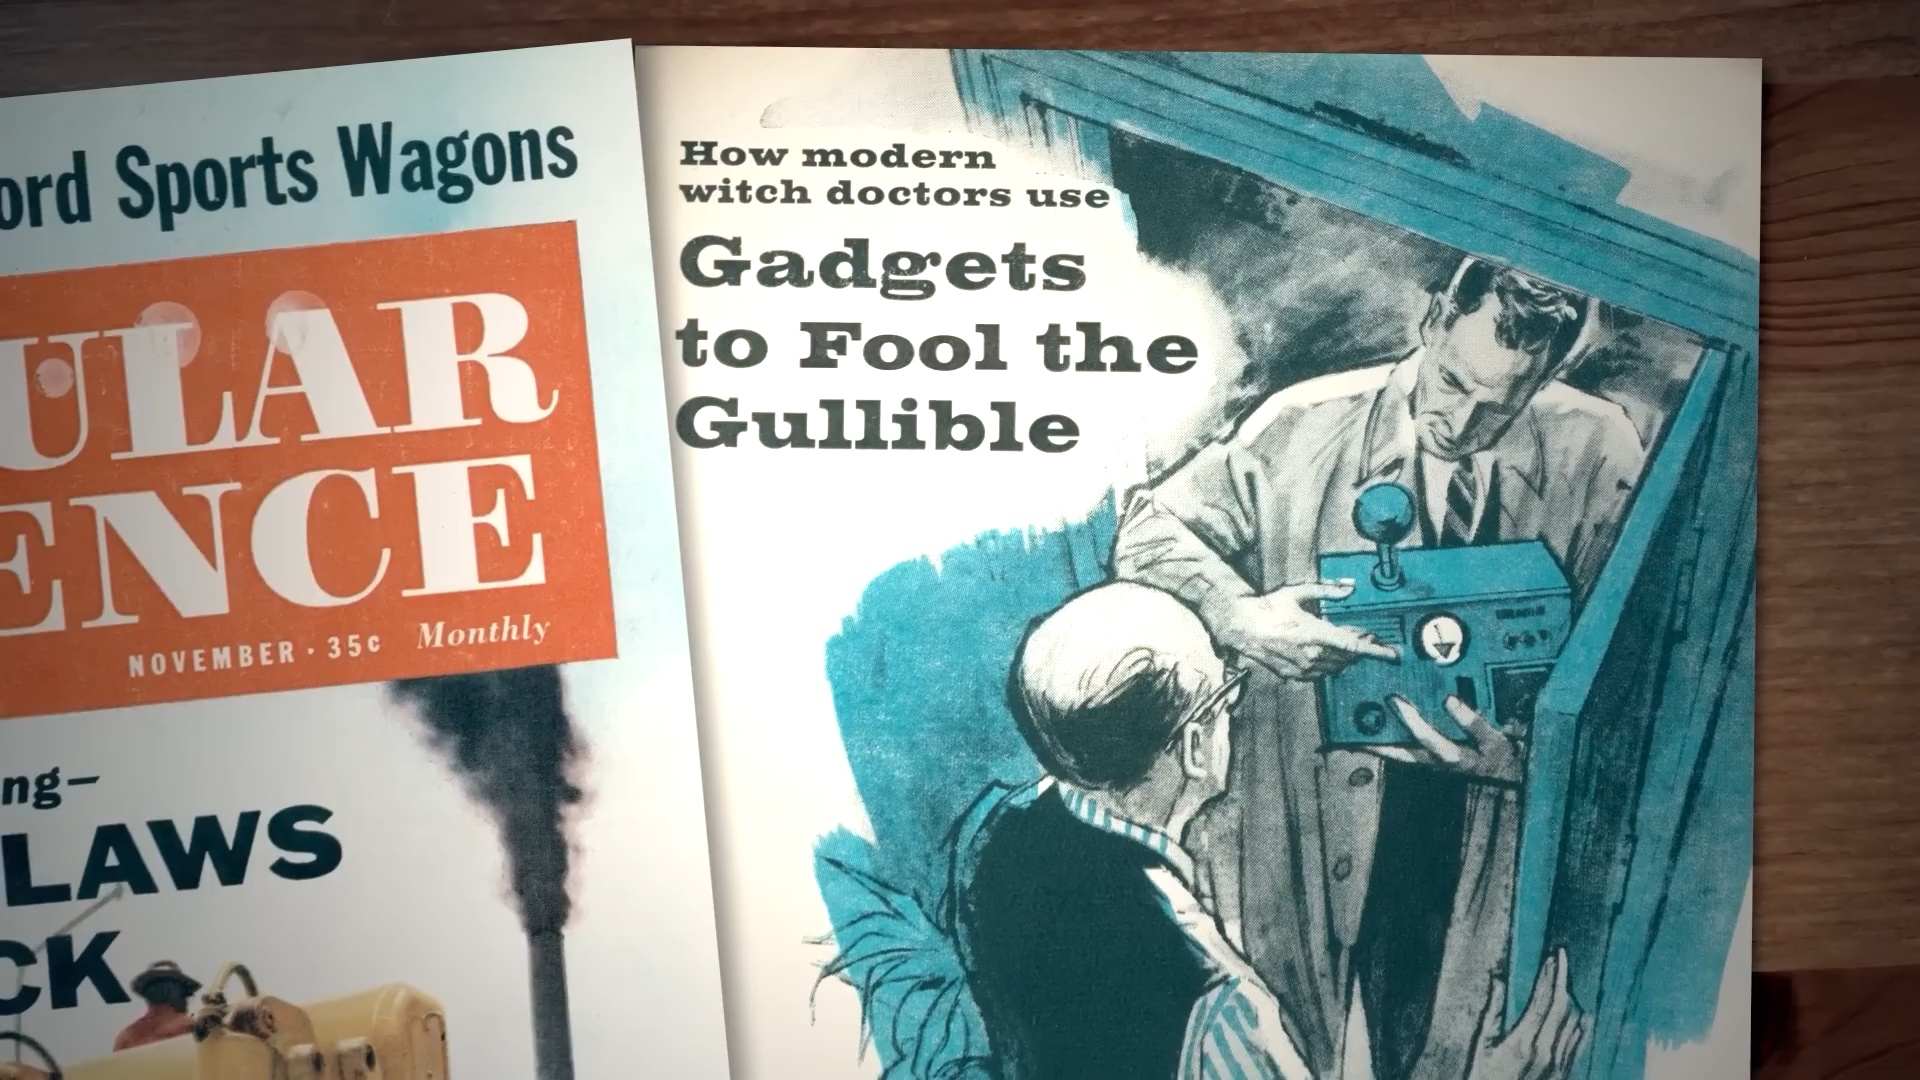 ord Sports Wagons
ULAR
ENCE
NOVEMBER · 35¢ Monthly
ng—
LAWS
CK
How modern
witch doctors use
Gadgets
to Fool the
Gullible